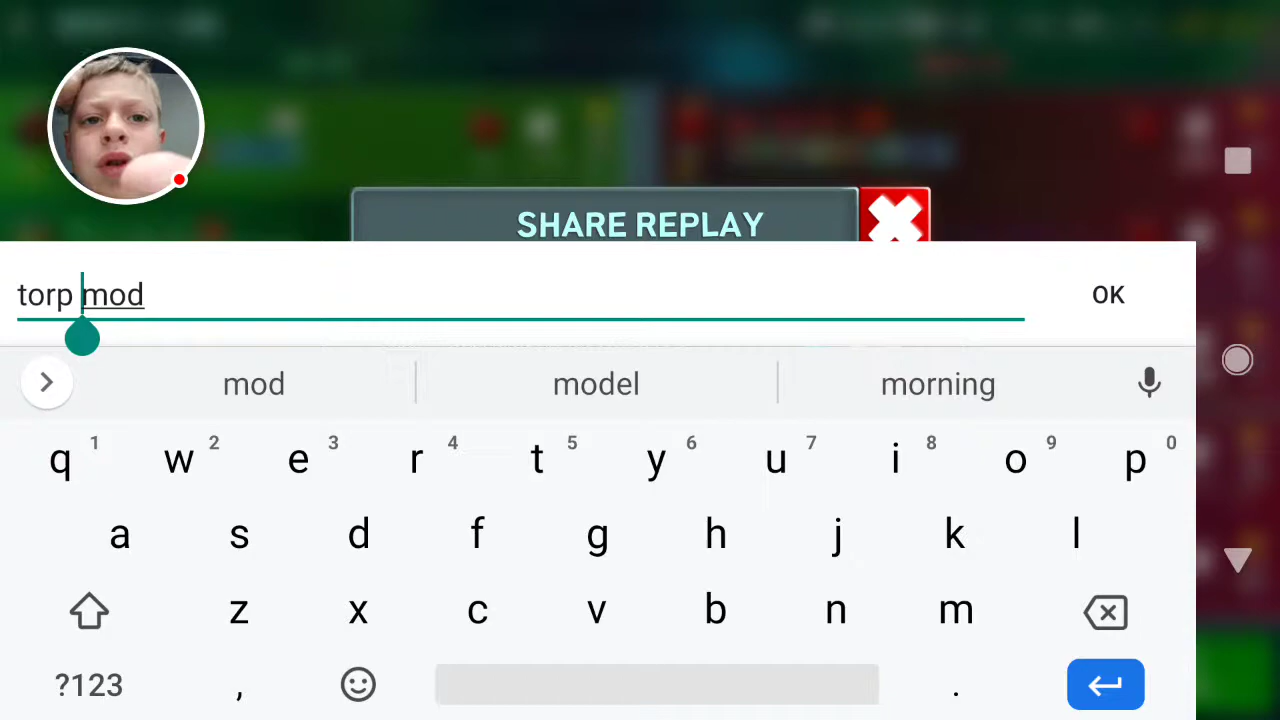 SHARE REPLAY
torp mod
OK
mod model morning
q 1 w 2 e 3 r 4 t 5 y 6 u 7 i 8 o 9 p 0
a s d f g h j k l
z x c v b n m
?123 , .